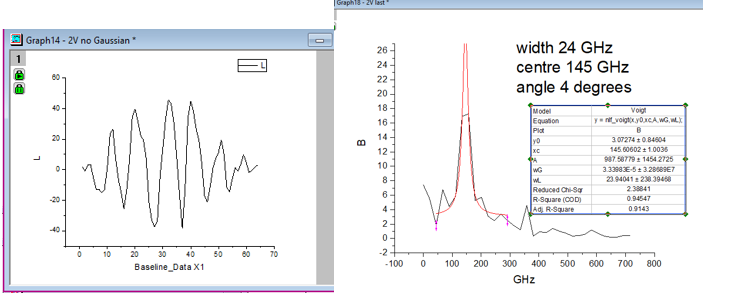 Graph14 - 2V no Gaussian *
1
L
60
40
20
0
-20
-40
L
0 10 20 30 40 50 60 70
Baseline_Data X1
Graph18 - 2V last *
width 24 GHz
centre 145 GHz
angle 4 degrees
26
24
22
20
18
16
14
12
10
8
6
4
2
0
-2
B
-100 0 100 200 300 400 500 600 700 800
GHz
Model Voigt
Equation y = nlf_voigt(x,y0,xc,A,wG,wL);
Plot B
y0 3.07274 ± 0.84604
xc 145.60602 ± 1.0036
A 987.58779 ± 1454.2725
wG 3.33983E-5 ± 3.28689E7
wL 23.94041 ± 238.39468
Reduced Chi-Sqr 2.38841
R-Square (COD) 0.94547
Adj. R-Square 0.9143